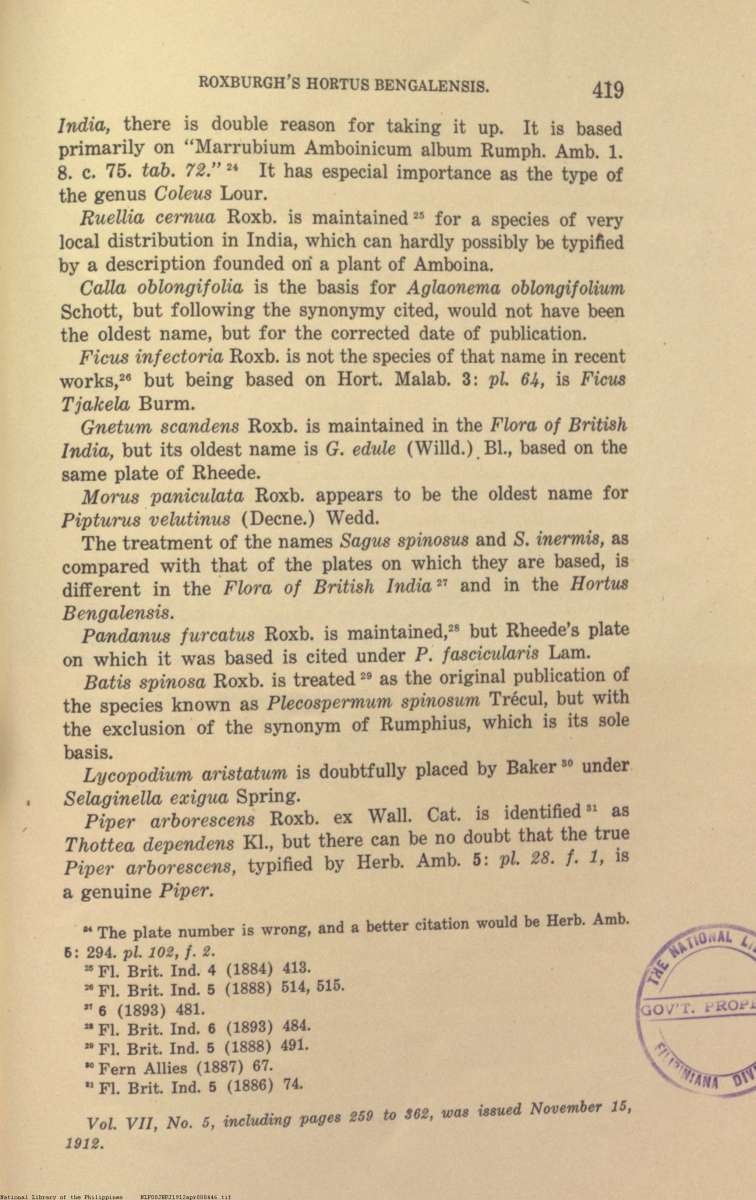 ROXBURGH'S HORTUS BENGALENSIS. 419
India, there is double reason for taking it up. It is based
primarily on "Marrubium Amboinicum album Rumph. Amb. 1.
8. c. 75. tab. 72." 24 It has especial importance as the type of
the genus Coleus Lour.
Ruellia cernua Roxb. is maintained 25 for a species of very
local distribution in India, which can hardly possibly be typified
by a description founded on a plant of Amboina.
Calla oblongifolia is the basis for Aglaonema oblongifolium
Schott, but following the synonymy cited, would not have been
the oldest name, but for the corrected date of publication.
Ficus infectoria Roxb. is not the species of that name in recent
works,26 but being based on Hort. Malab. 3: pl. 64, is Ficus
Tjakela Burm.
Gnetum scandens Roxb. is maintained in the Flora of British
India, but its oldest name is G. edule (Willd.) Bl., based on the
same plate of Rheede.
Morus paniculata Roxb. appears to be the oldest name for
Pipturus velutinus (Decne.) Wedd.
The treatment of the names Sagus spinosus and S. inermis, as
compared with that of the plates on which they are based, is
different in the Flora of British India 27 and in the Hortus
Bengalensis.
Pandanus furcatus Roxb. is maintained,28 but Rheede's plate
on which it was based is cited under P. fascicularis Lam.
Batis spinosa Roxb. is treated 29 as the original publication of
the species known as Plecospermum spinosum Trécul, but with
the exclusion of the synonym of Rumphius, which is its sole
basis.
Lycopodium aristatum is doubtfully placed by Baker 30 under
Selaginella exigua Spring.
Piper arborescens Roxb. ex Wall. Cat. is identified 31 as
Thottea dependens Kl., but there can be no doubt that the true
Piper arborescens, typified by Herb. Amb. 5: pl. 28. f. 1, is
a genuine Piper.
24 The plate number is wrong, and a better citation would be Herb. Amb.
5: 294. pl. 102, f. 2.
25 Fl. Brit. Ind. 4 (1884) 413.
26 Fl. Brit. Ind. 5 (1888) 514, 515.
27 6 (1893) 481.
28 Fl. Brit. Ind. 6 (1893) 484.
29 Fl. Brit. Ind. 5 (1888) 491.
30 Fern Allies (1887) 67.
31 Fl. Brit. Ind. 5 (1886) 74.
Vol. VII, No. 5, including pages 259 to 362, was issued November 15,
1912.
THE NATIONAL LI
GOV'T. PROPE
FILIPINIANA DIV
National Library of the Philippines